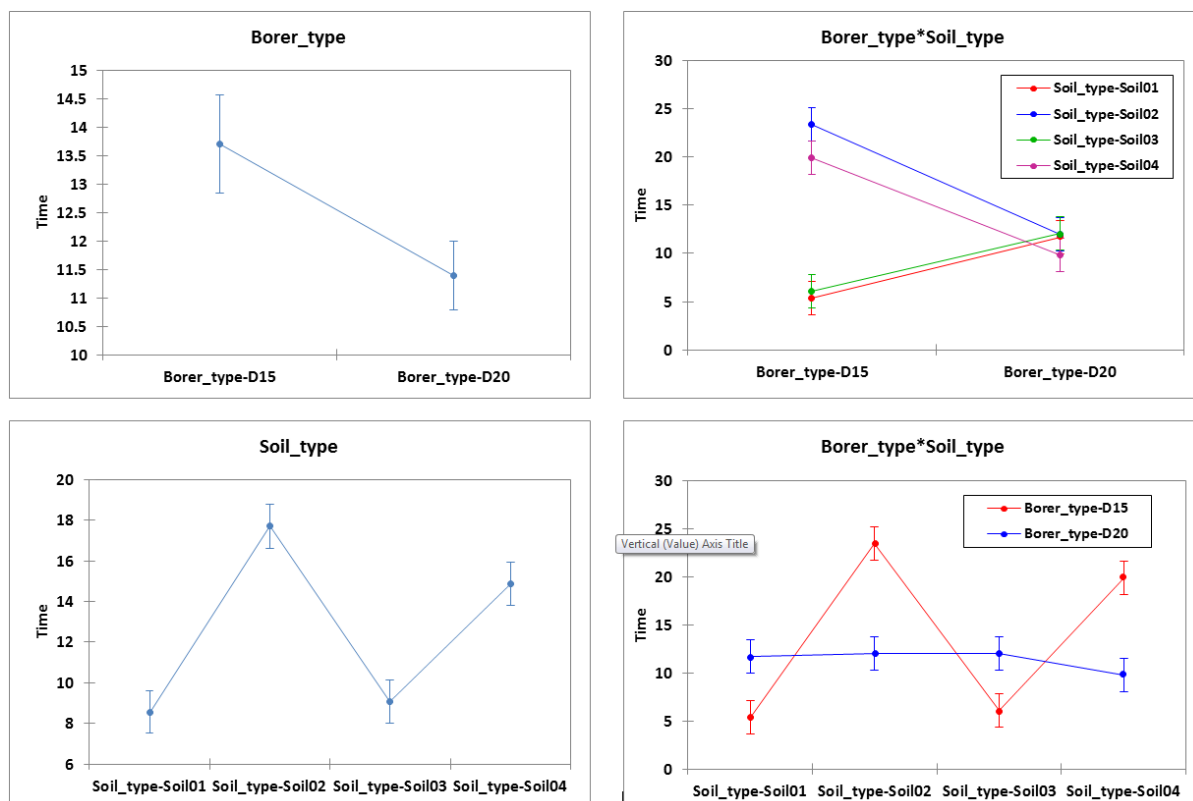 Borer_type
15
14.5
14
13.5
13
12.5
12
11.5
11
10.5
10
Time
Borer_type-D15 Borer_type-D20
Borer_type*Soil_type
30
25
20
15
10
5
0
Time
Soil_type-Soil01
Soil_type-Soil02
Soil_type-Soil03
Soil_type-Soil04
Borer_type-D15 Borer_type-D20
Soil_type
20
18
16
14
12
10
8
6
Time
Soil_type-Soil01 Soil_type-Soil02 Soil_type-Soil03 Soil_type-Soil04
Borer_type*Soil_type
30
25
20
15
10
5
0
Vertical (Value) Axis Title
Time
Borer_type-D15
Borer_type-D20
Soil_type-Soil01 Soil_type-Soil02 Soil_type-Soil03 Soil_type-Soil04